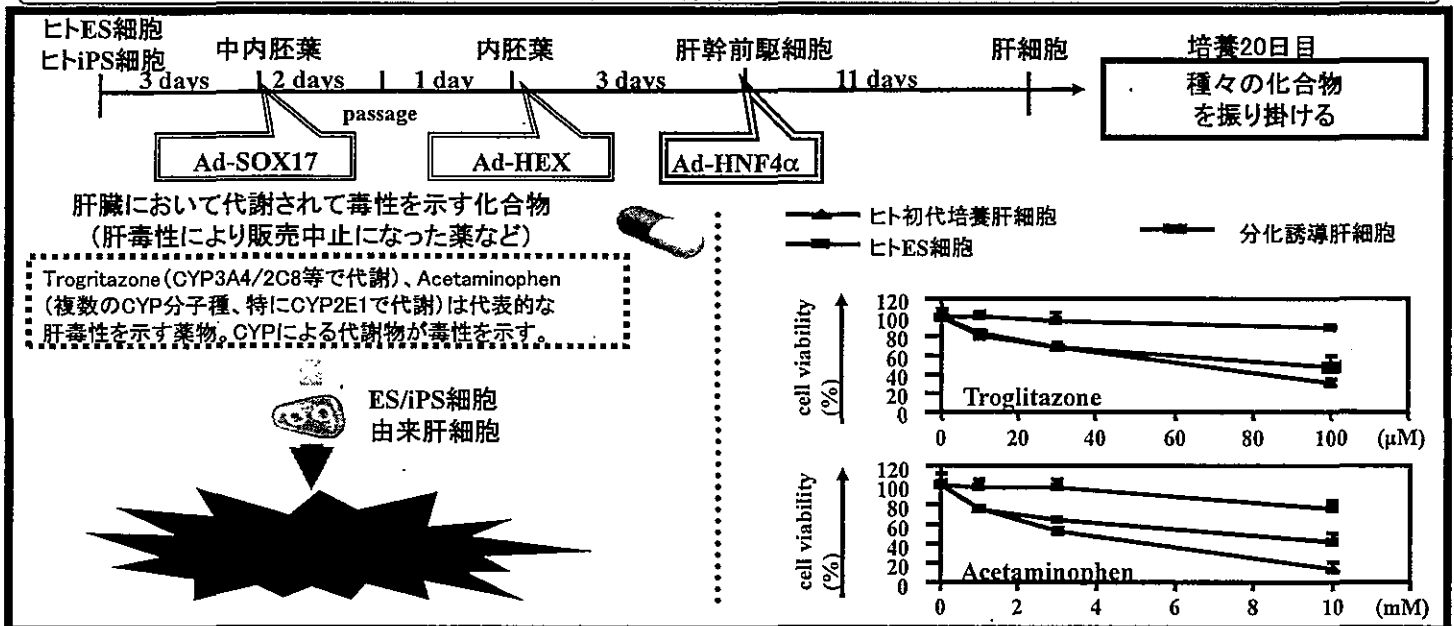 ヒトES細胞
ヒトiPS細胞
中内胚葉
内胚葉
肝幹前駆細胞
肝細胞
培養20日目
3 days
2 days
1 day
3 days
11 days
passage
種々の化合物
を振り掛ける
Ad-SOX17
Ad-HEX
Ad-HNF4α
肝臓において代謝されて毒性を示す化合物
(肝毒性により販売中止になった薬など)
Trogritazone(CYP3A4/2C8等で代謝)、Acetaminophen
(複数のCYP分子種、特にCYP2E1で代謝)は代表的な
肝毒性を示す薬物。CYPによる代謝物が毒性を示す。
ES/iPS細胞
由来肝細胞
ヒト初代培養肝細胞
ヒトES細胞
分化誘導肝細胞
cell viability
(%)
120
100
80
60
40
20
0
Troglitazone
0 20 40 60 80 100 (μM)
cell viability
(%)
120
100
80
60
40
20
0
Acetaminophen
0 2 4 6 8 10 (mM)